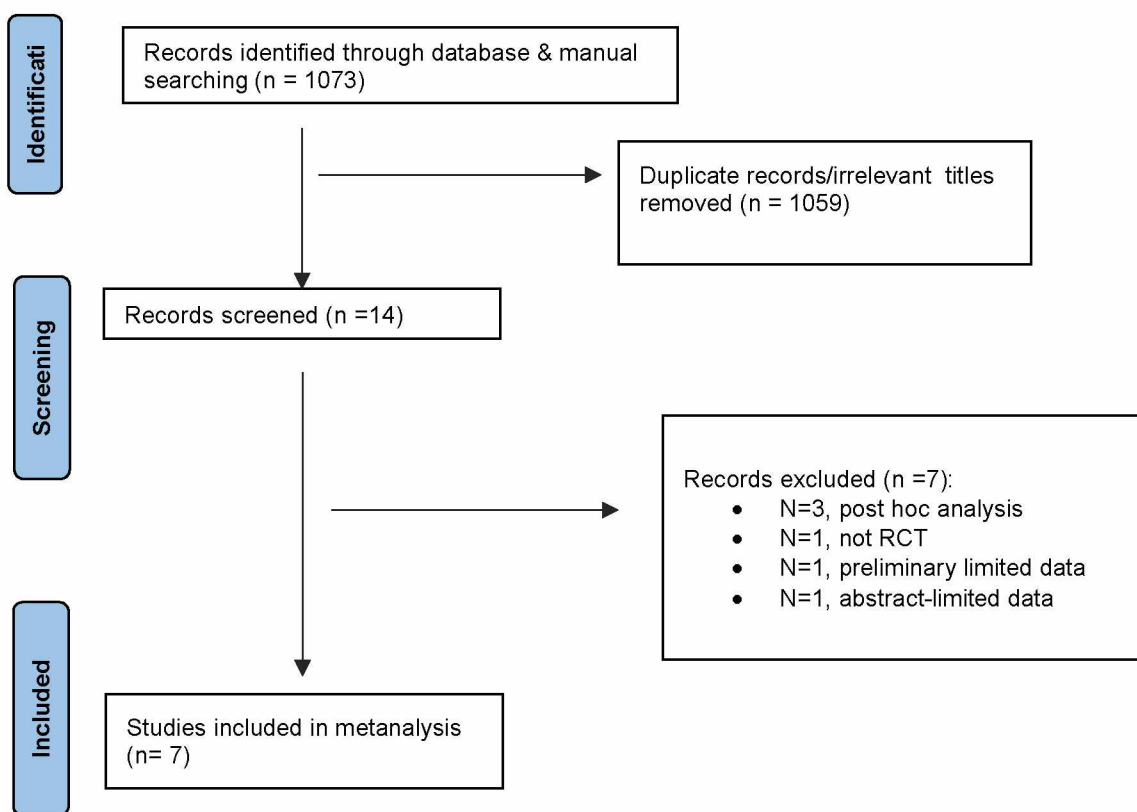 Identificati
Records identified through database & manual
searching (n = 1073)
Duplicate records/irrelevant titles
removed (n = 1059)
Screening
Records screened (n =14)
Records excluded (n =7):
• N=3, post hoc analysis
• N=1, not RCT
• N=1, preliminary limited data
• N=1, abstract-limited data
Included
Studies included in metanalysis
(n= 7)